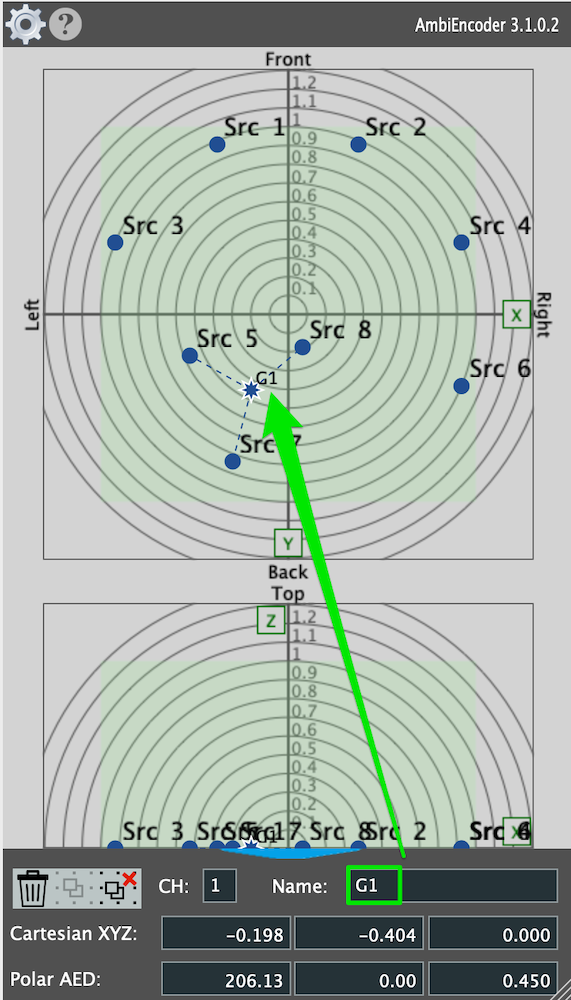 ?
AmbiEncoder 3.1.0.2
Front
1.2
1.1
1
Src 1
Src 2
0.9
0.8
0.7
0.6
Src 3
Src 4
0.5
0.4
0.3
0.2
0.1
Left
X
Right
Src 5
Src 8
G1
Src 6
Src 7
Y
Back
Top
Z
1.2
1.1
1
0.9
0.8
0.7
0.6
0.5
0.4
0.3
0.2
Src 3
Src 8
Src 2
CH: 1 Name: G1
Cartesian XYZ: -0.198 -0.404 0.000
Polar AED: 206.13 0.00 0.450